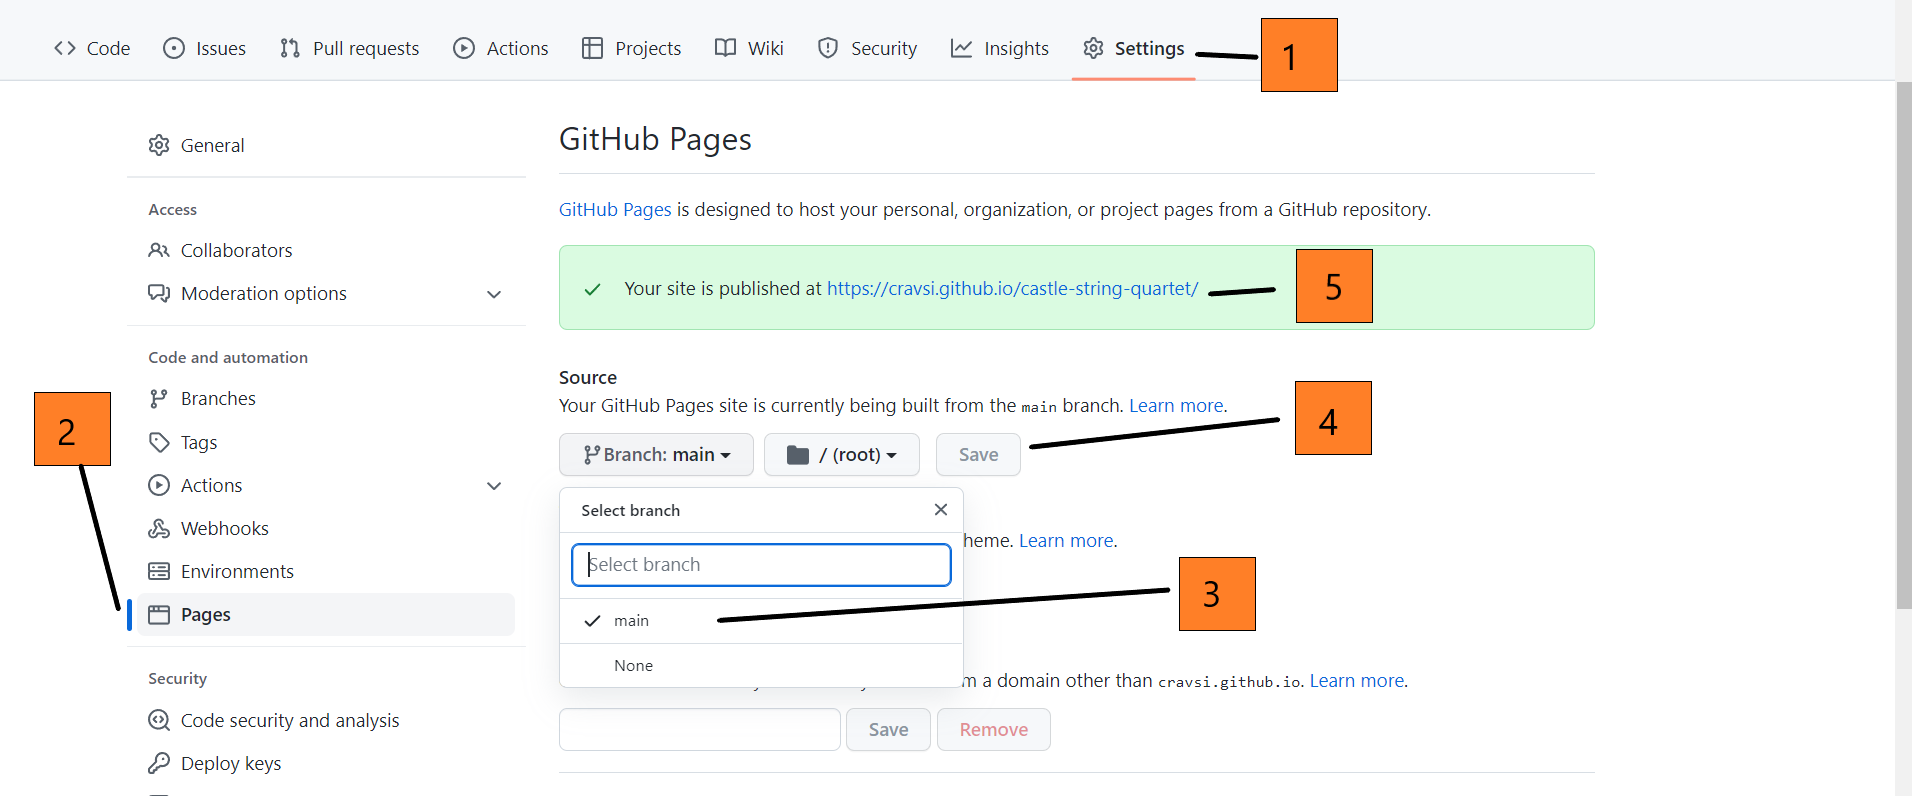 Code Issues Pull requests Actions Projects Wiki Security Insights Settings 1
General
Access
Collaborators
Moderation options
Code and automation
2
Branches
Tags
Actions
Webhooks
Environments
Pages
Security
Code security and analysis
Deploy keys
GitHub Pages
GitHub Pages is designed to host your personal, organization, or project pages from a GitHub repository.
Your site is published at https://cravsi.github.io/castle-string-quartet/ 5
Source
Your GitHub Pages site is currently being built from the main branch. Learn more.
Branch: main / (root) Save 4
Select branch
heme. Learn more.
Select branch
main 3
None
m a domain other than cravsi.github.io. Learn more.
Save Remove